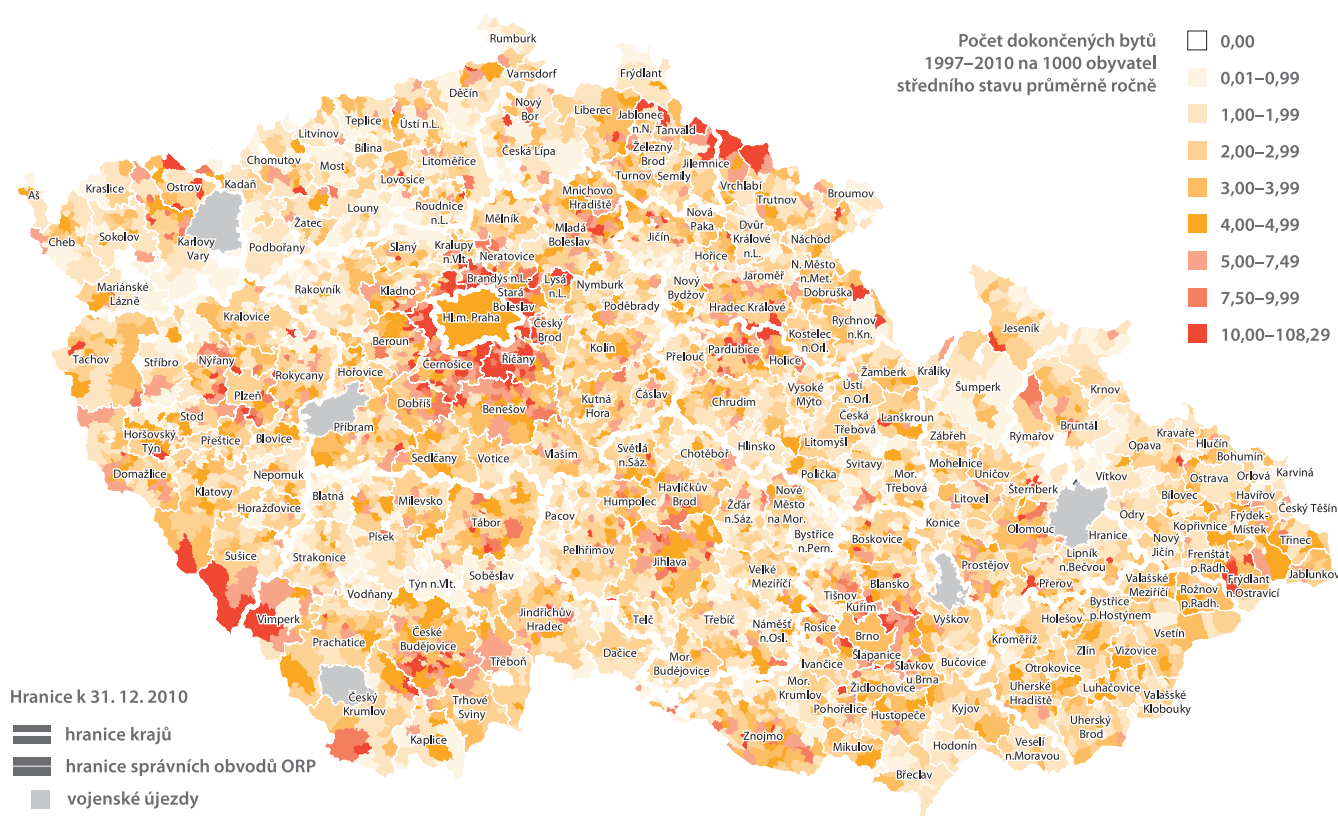 Počet dokončených bytů
1997–2010 na 1000 obyvatel
středního stavu průměrně ročně
0,00
0,01–0,99
1,00–1,99
2,00–2,99
3,00–3,99
4,00–4,99
5,00–7,49
7,50–9,99
10,00–108,29
Rumburk
Varnsdorf
Frýdlant
Děčín
Nový
Bor
Liberec
Jablonec
n.N.
Tanvald
Teplice
Ústí n.L.
Litvínov
Bílina
Česká Lípa
Železný
Brod
Jilemnice
Chomutov
Most
Litoměřice
Turnov
Semily
Vrchlabí
Trutnov
Broumov
Aš
Kraslice
Ostrov
Kadaň
Lovosice
Mnichovo
Hradiště
Žatec
Louny
Roudnice
n.L.
Nová
Paka
Dvůr
Králové
n.L.
Cheb
Sokolov
Karlovy
Vary
Podbořany
Mělník
Mladá
Boleslav
Jičín
Náchod
Slaný
Kralupy
n.Vlt.
Neratovice
Hořice
Jaroměř
N. Město
n.Met.
Mariánské
Lázně
Rakovník
Kladno
Brandýs n.L.-
Stará
Boleslav
Lysá
n.L.
Nymburk
Nový
Bydžov
Dobruška
Kralovice
Hl.m. Praha
Poděbrady
Hradec Králové
Rychnov
n.Kn.
Beroun
Český
Brod
Kostelec
n.Orl.
Tachov
Stříbro
Nýřany
Rokycany
Hořovice
Černošice
Říčany
Kolín
Přelouč
Pardubice
Holice
Jeseník
Žamberk
Králíky
Šumperk
Plzeň
Dobříš
Benešov
Kutná
Hora
Čáslav
Chrudim
Vysoké
Mýto
Ústí
n.Orl.
Krnov
Stod
Příbram
Česká
Třebová
Lanškroun
Horšovský
Týn
Přeštice
Blovice
Zábřeh
Rýmařov
Bruntál
Kravaře
Sedlčany
Votice
Vlašim
Světlá
n.Sáz.
Chotěboř
Hlinsko
Litomyšl
Opava
Hlučín
Bohumín
Domažlice
Nepomuk
Polička
Svitavy
Mohelnice
Uničov
Vítkov
Ostrava
Orlová
Karviná
Klatovy
Blatná
Milevsko
Humpolec
Havlíčkův
Brod
Mor.
Třebová
Šternberk
Bílovec
Havířov
Horažďovice
Žďár
n.Sáz.
Nové
Město
na Mor.
Litovel
Český Těšín
Písek
Tábor
Pacov
Konice
Olomouc
Odry
Kopřivnice
Frýdek-
Místek
Sušice
Strakonice
Pelhřimov
Bystřice
n.Pern.
Boskovice
Hranice
Nový
Jičín
Třinec
Jihlava
Lipník
n.Bečvou
Frenštát
p.Radh.
Týn n.Vlt.
Soběslav
Velké
Meziříčí
Blansko
Prostějov
Frýdlant
n.Ostravicí
Jablunkov
Vodňany
Tišnov
Přerov
Valašské
Meziříčí
Rožnov
p.Radh.
Vimperk
Jindřichův
Hradec
Kuřim
Bystřice
p.Hostýnem
Prachatice
České
Budějovice
Telč
Třebíč
Náměšť
n.Osl.
Rosice
Brno
Vyškov
Holešov
Vsetín
Kroměříž
Zlín
Vizovice
Třeboň
Dačice
Mor.
Budějovice
Ivančice
Šlapanice
Slavkov
u Brna
Bučovice
Otrokovice
Mor.
Krumlov
Židlochovice
Uherské
Hradiště
Luhačovice
Valašské
Klobouky
Český
Krumlov
Trhové
Sviny
Pohořelice
Hustopeče
Kyjov
Uherský
Brod
Kaplice
Znojmo
Mikulov
Hodonín
Veselí
n.Moravou
Břeclav
Hranice k 31. 12. 2010
hranice krajů
hranice správních obvodů ORP
vojenské újezdy